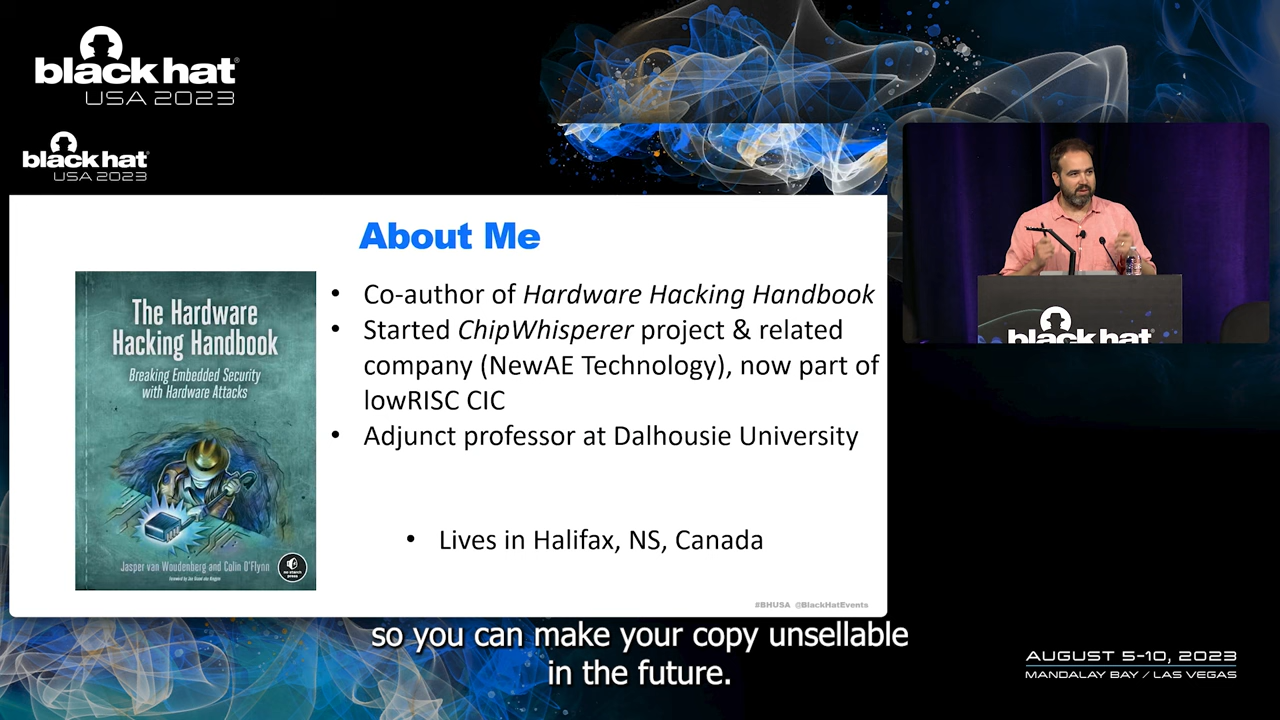 black hat®
USA 2023
black hat®
USA 2023
About Me
The Hardware
Hacking Handbook
Breaking Embedded Security
with Hardware Attacks
Jasper van Woudenberg and Colin O'Flynn
no starch
press
• Co-author of Hardware Hacking Handbook
• Started ChipWhisperer project & related
company (NewAE Technology), now part of
lowRISC CIC
• Adjunct professor at Dalhousie University
• Lives in Halifax, NS, Canada
#BHUSA @BlackHatEvents
black hat
so you can make your copy unsellable
in the future.
AUGUST 5-10, 2023
MANDALAY BAY / LAS VEGAS